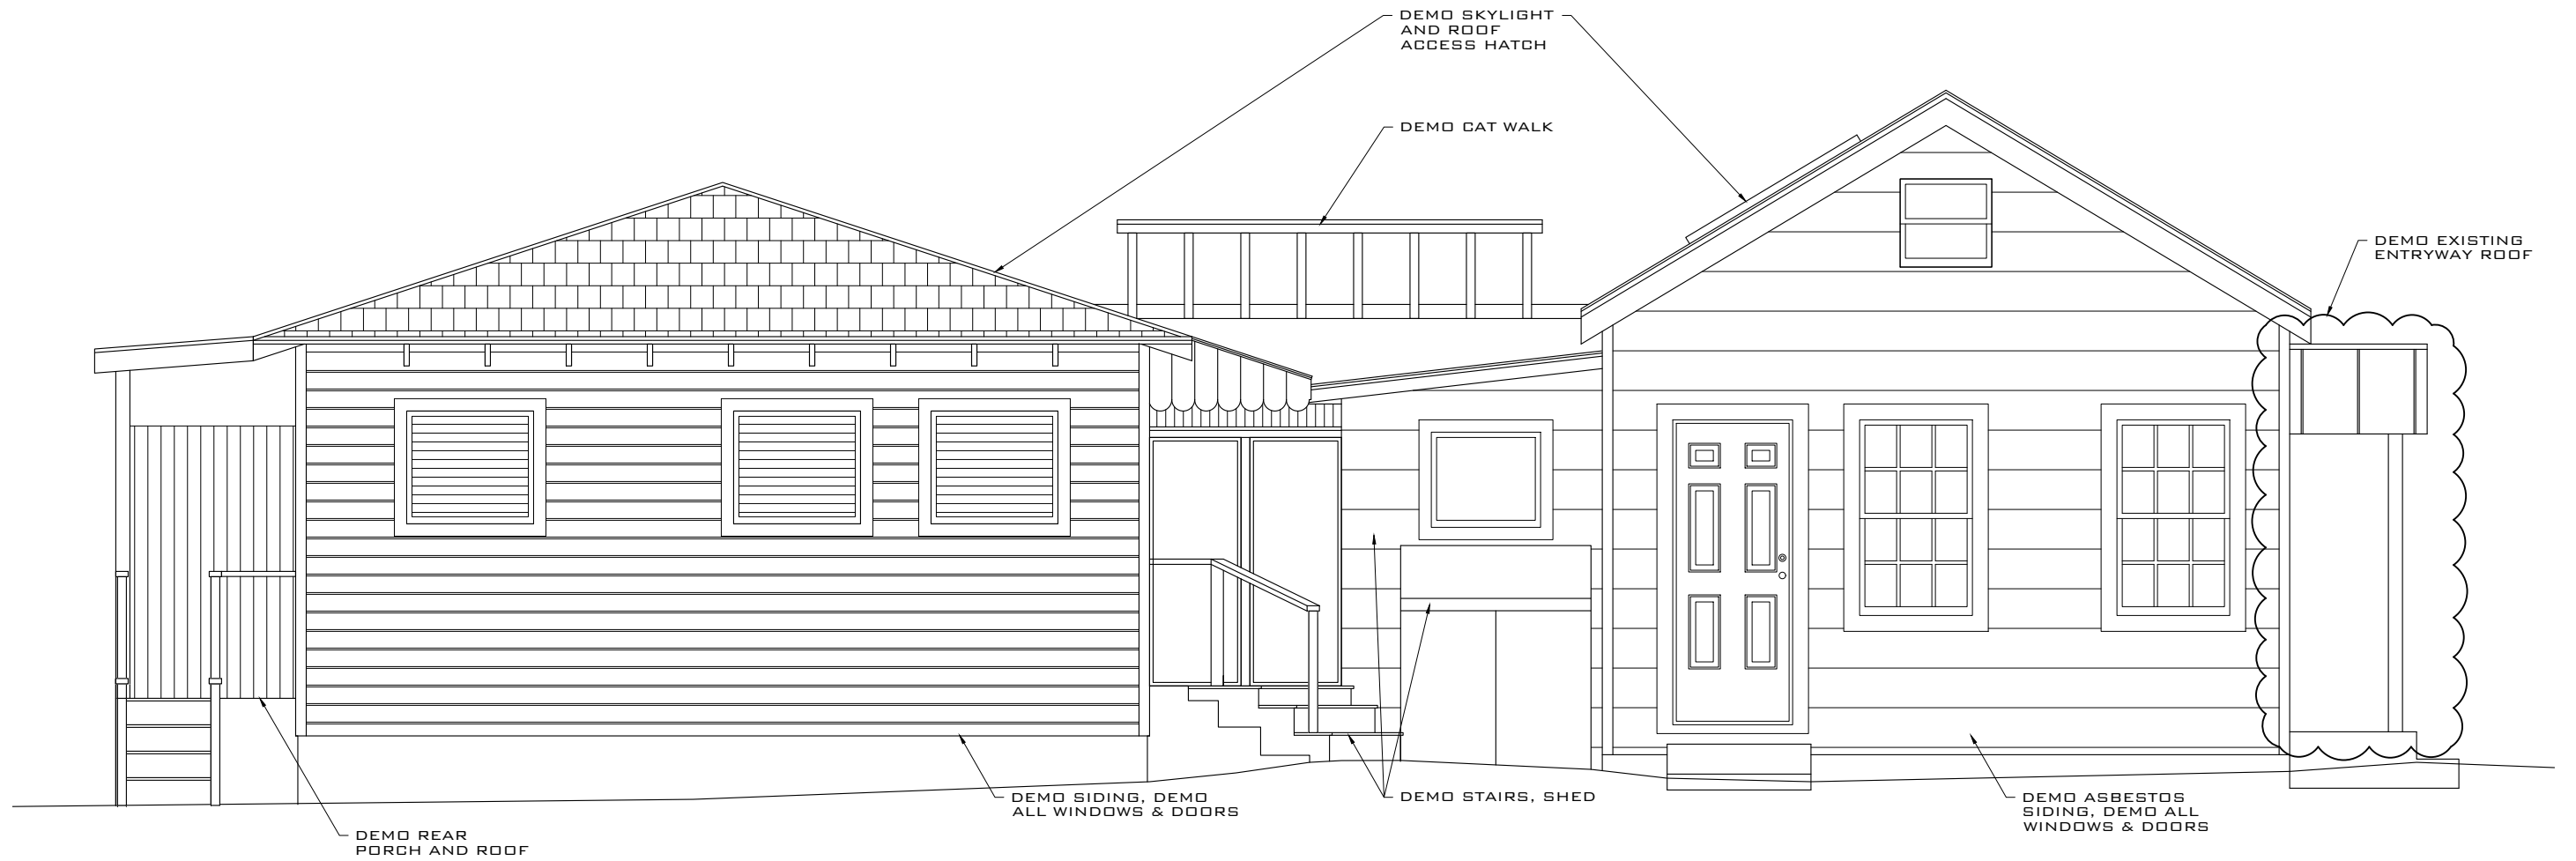 DEMO SKYLIGHT
AND ROOF
ACCESS HATCH
DEMO CAT WALK
DEMO EXISTING
ENTRYWAY ROOF
DEMO SIDING, DEMO
ALL WINDOWS & DOORS
DEMO STAIRS, SHED
DEMO ASBESTOS
SIDING, DEMO ALL
WINDOWS & DOORS
DEMO REAR
PORCH AND ROOF